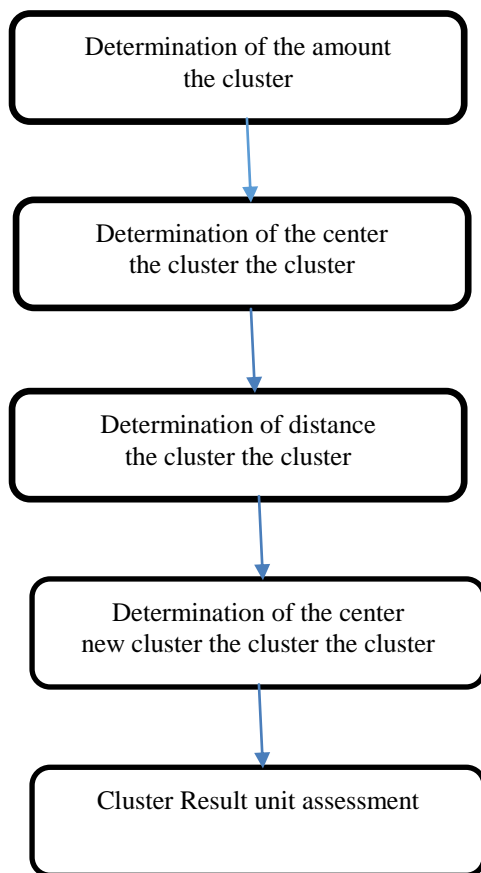 Determination of the amount
the cluster
Determination of the center
the cluster the cluster
Determination of distance
the cluster the cluster
Determination of the center
new cluster the cluster the cluster
Cluster Result unit assessment